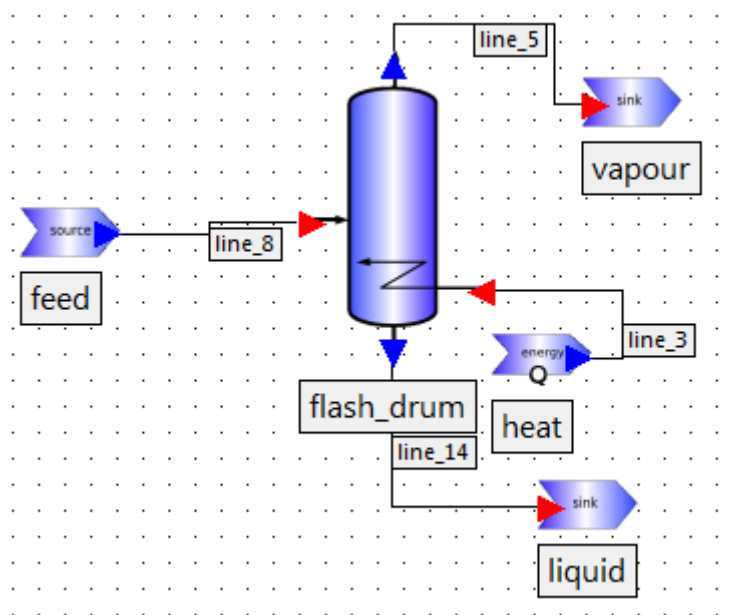 line_5
sink
vapour
source
line_8
feed
line_3
energy
Q
flash_drum
heat
line_14
sink
liquid